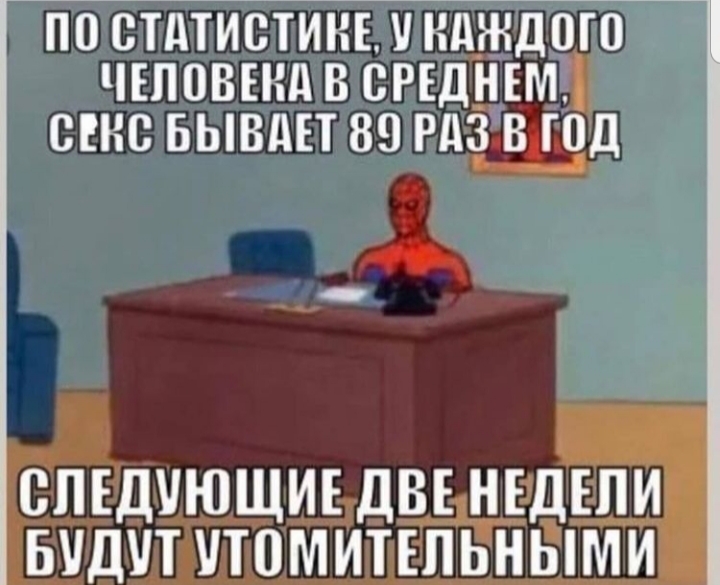 ПО СТАТИСТИКЕ, У КАЖДОГО
ЧЕЛОВЕКА В СРЕДНЕМ,
СЕКС БЫВАЕТ 89 РАЗ В ГОД
СЛЕДУЮЩИЕ ДВЕ НЕДЕЛИ
БУДУТ УТОМИТЕЛЬНЫМИ